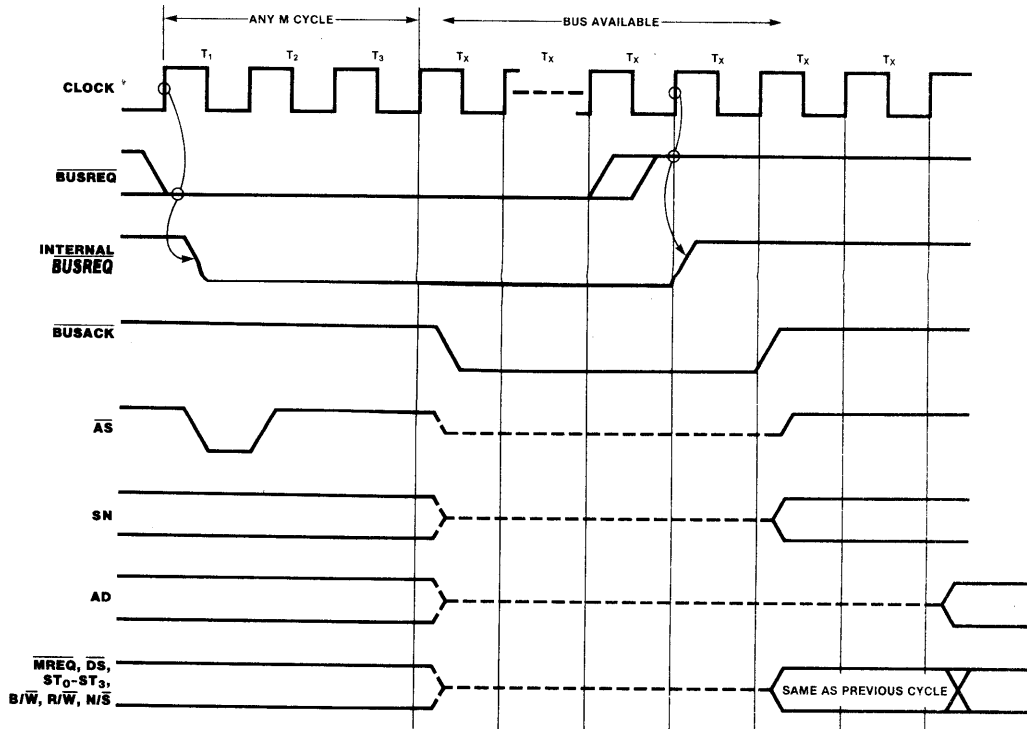 ANY M CYCLE
BUS AVAILABLE
T1 T2 T3 TX TX TX TX TX TX
CLOCK
BUSREQ
INTERNAL
BUSREQ
BUSACK
AS
SN
AD
MREQ, DS,
ST0-ST3,
B/W, R/W, N/S
SAME AS PREVIOUS CYCLE